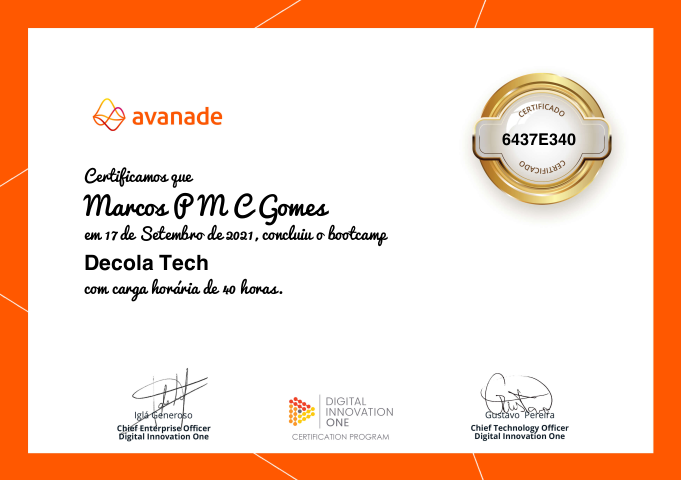 avanade
CERTIFICADO
6437E340
CERTIFICADO
Certificamos que
Marcos P M C Gomes
em 17 de Setembro de 2021, concluiu o bootcamp
Decola Tech
com carga horária de 40 horas.
Iglá Generoso
Chief Enterprise Officer
Digital Innovation One
DIGITAL
INNOVATION
ONE
CERTIFICATION PROGRAM
Gustavo Pereira
Chief Technology Officer
Digital Innovation One